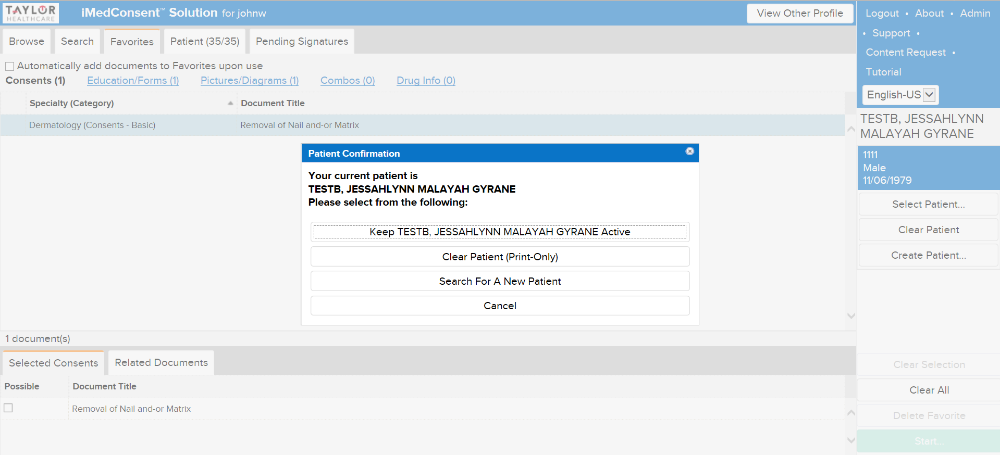 TAYLOR
HEALTHCARE
iMedConsent™ Solution for johnw
View Other Profile
Logout • About • Admin
• Support •
Content Request •
Tutorial
English-US
Browse
Search
Favorites
Patient (35/35)
Pending Signatures
Automatically add documents to Favorites upon use
Consents (1)
Education/Forms (1)
Pictures/Diagrams (1)
Combos (0)
Drug Info (0)
Specialty (Category)
Document Title
Dermatology (Consents - Basic)
Removal of Nail and-or Matrix
TESTB, JESSAHLYNN
MALAYAH GYRANE
1111
Male
11/06/1979
Select Patient...
Clear Patient
Create Patient...
Patient Confirmation
Your current patient is
TESTB, JESSAHLYNN MALAYAH GYRANE
Please select from the following:
Keep TESTB, JESSAHLYNN MALAYAH GYRANE Active
Clear Patient (Print-Only)
Search For A New Patient
Cancel
1 document(s)
Selected Consents
Related Documents
Possible
Document Title
Removal of Nail and-or Matrix
Clear Selection
Clear All
Delete Favorite
Start...